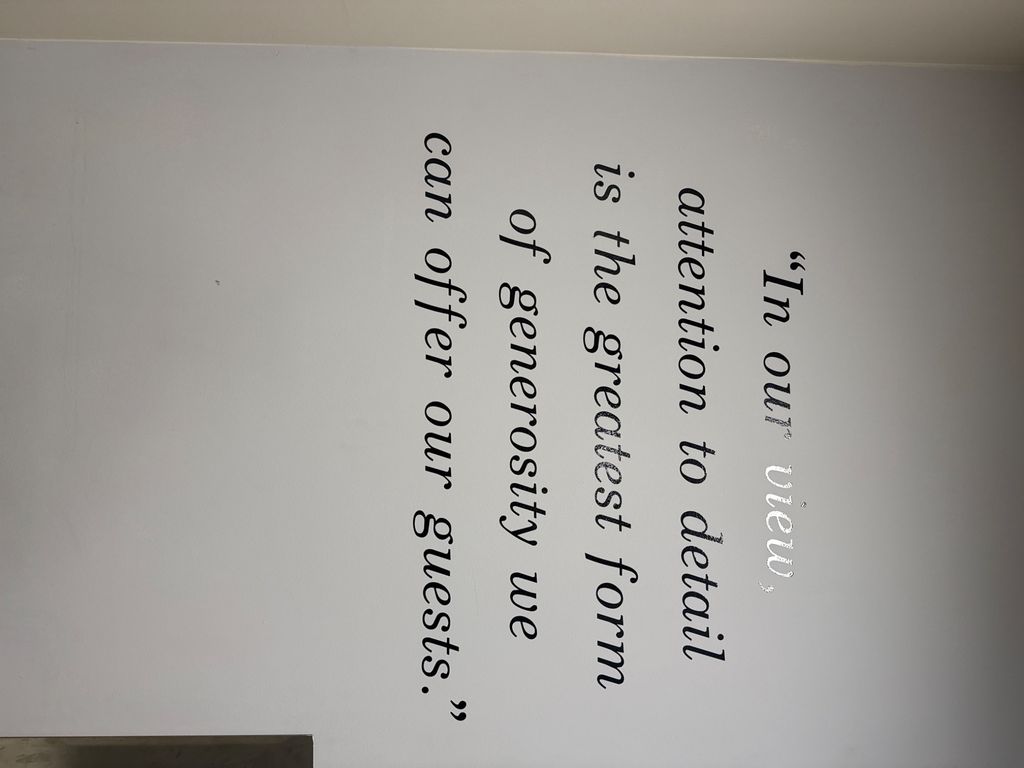 “In our view,
attention to detail
is the greatest form
of generosity we
can offer our guests.”